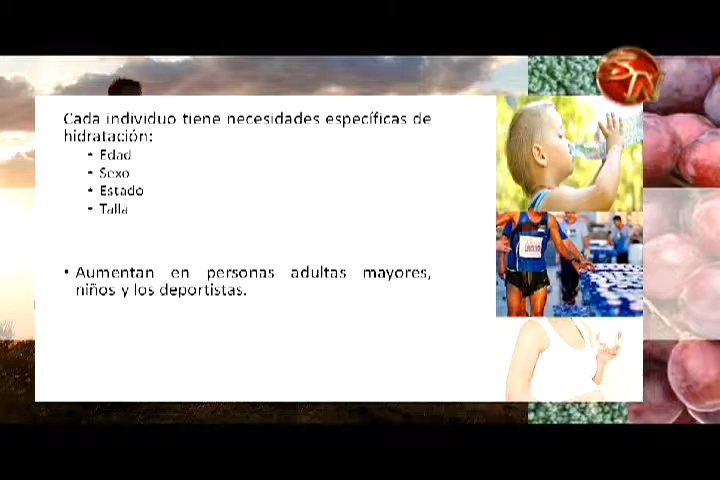 Cada individuo tiene necesidades específicas de
hidratación:
• Edad
• Sexo
• Estado
• Talla
• Aumentan en personas adultas mayores,
niños y los deportistas.